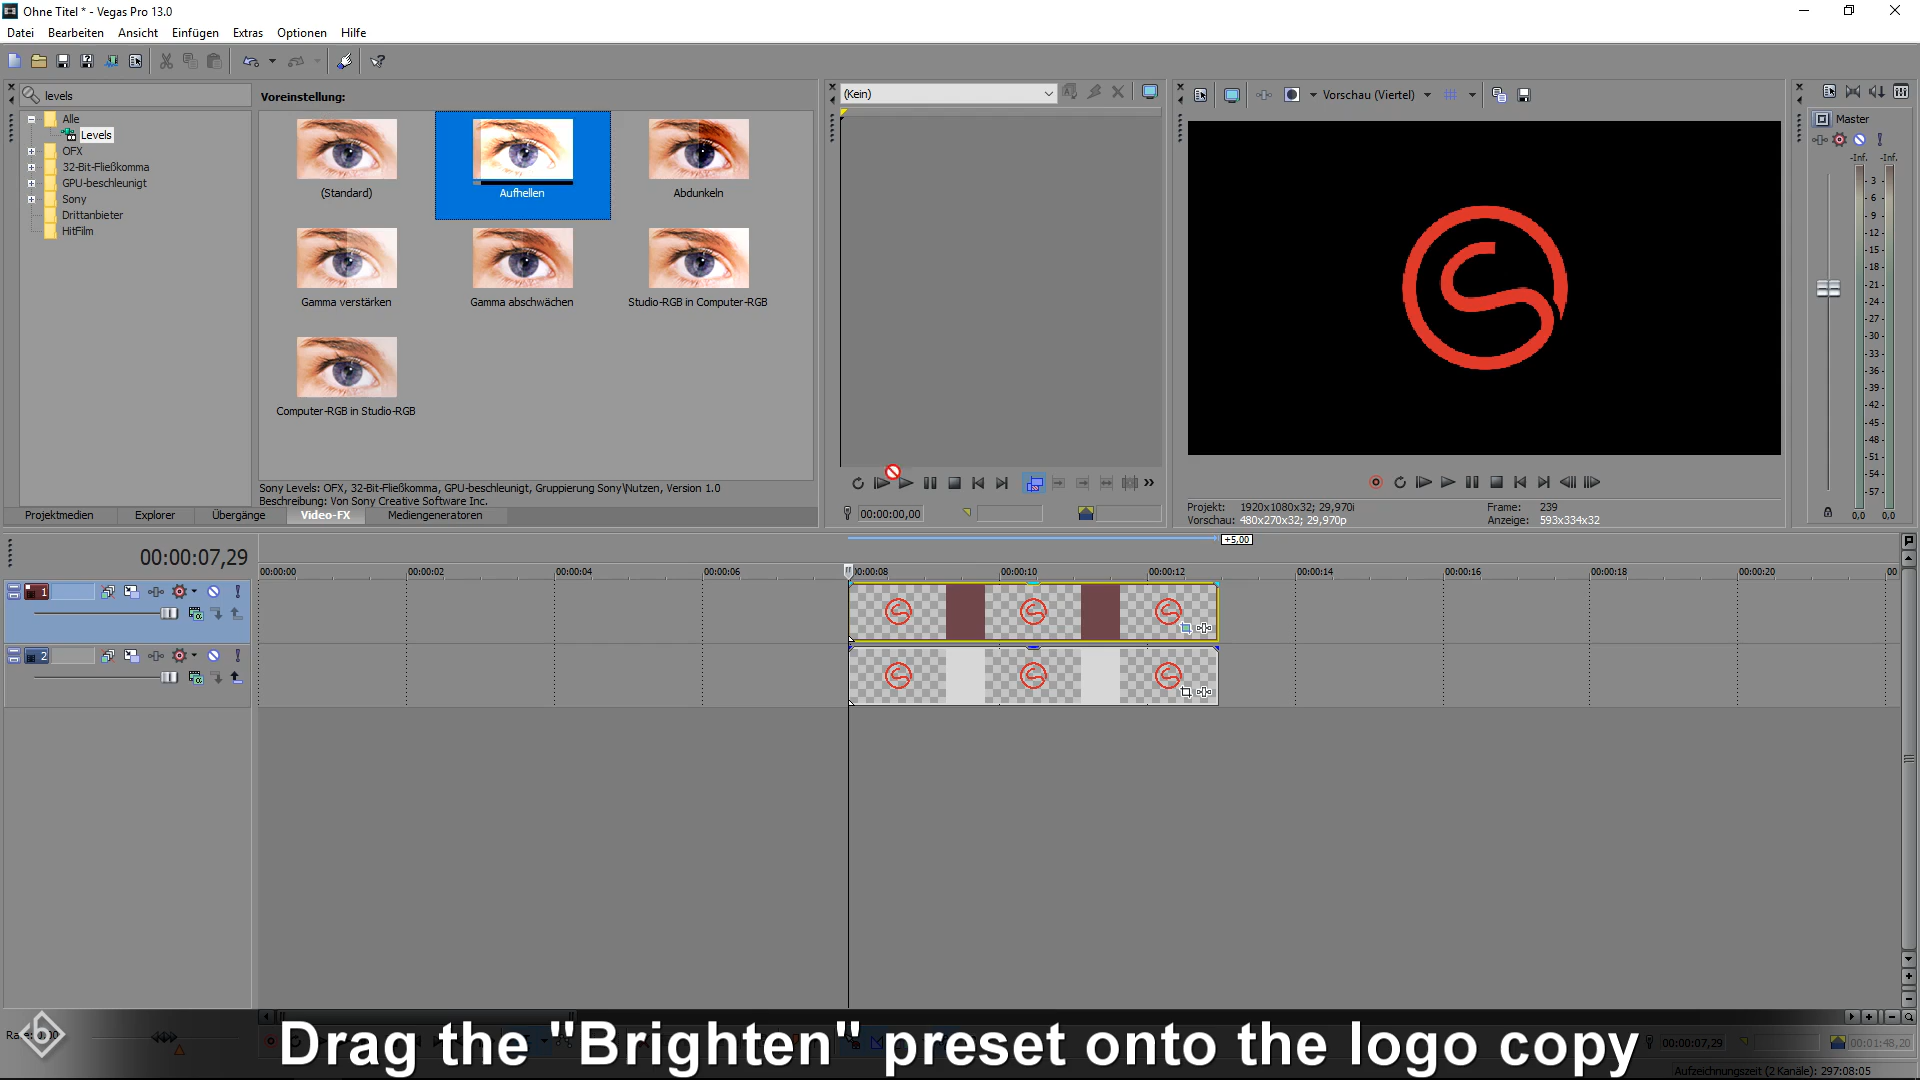 Ohne Titel * - Vegas Pro 13.0
Datei Bearbeiten Ansicht Einfügen Extras Optionen Hilfe
levels
Voreinstellung:
(Kein)
Vorschau (Viertel)
Master
Alle
Levels
OFX
32-Bit-Fließkomma
GPU-beschleunigt
Sony
Drittanbieter
HitFilm
(Standard)
Aufhellen
Abdunkeln
Gamma verstärken
Gamma abschwächen
Studio-RGB in Computer-RGB
Computer-RGB in Studio-RGB
Sony Levels: OFX, 32-Bit-Fließkomma, GPU-beschleunigt, Gruppierung Sony\Nutzen, Version 1.0
Beschreibung: Von Sony Creative Software Inc.
Projektmedien Explorer Übergänge Video-FX Mediengeneratoren
00:00:00,00
Projekt: 1920x1080x32; 29,970i
Vorschau: 480x270x32; 29,970p
Frame: 239
Anzeige: 593x334x32
-Inf. -Inf.
- 3 -
- 6 -
- 9 -
-12-
-15-
-18-
-21-
-24-
-27-
-30-
-33-
-36-
-39-
-42-
-45-
-48-
-51-
-54-
-57-
0,0 0,0
00:00:07,29
+5,00
00:00:00 00:00:02 00:00:04 00:00:06 00:00:08 00:00:10 00:00:12 00:00:14 00:00:16 00:00:18 00:00:20 00
1
2
Drag the "Brighten" preset onto the logo copy
00:00:07,29
00:01:48,20
Aufzeichnungszeit (2 Kanäle): 297:08:05